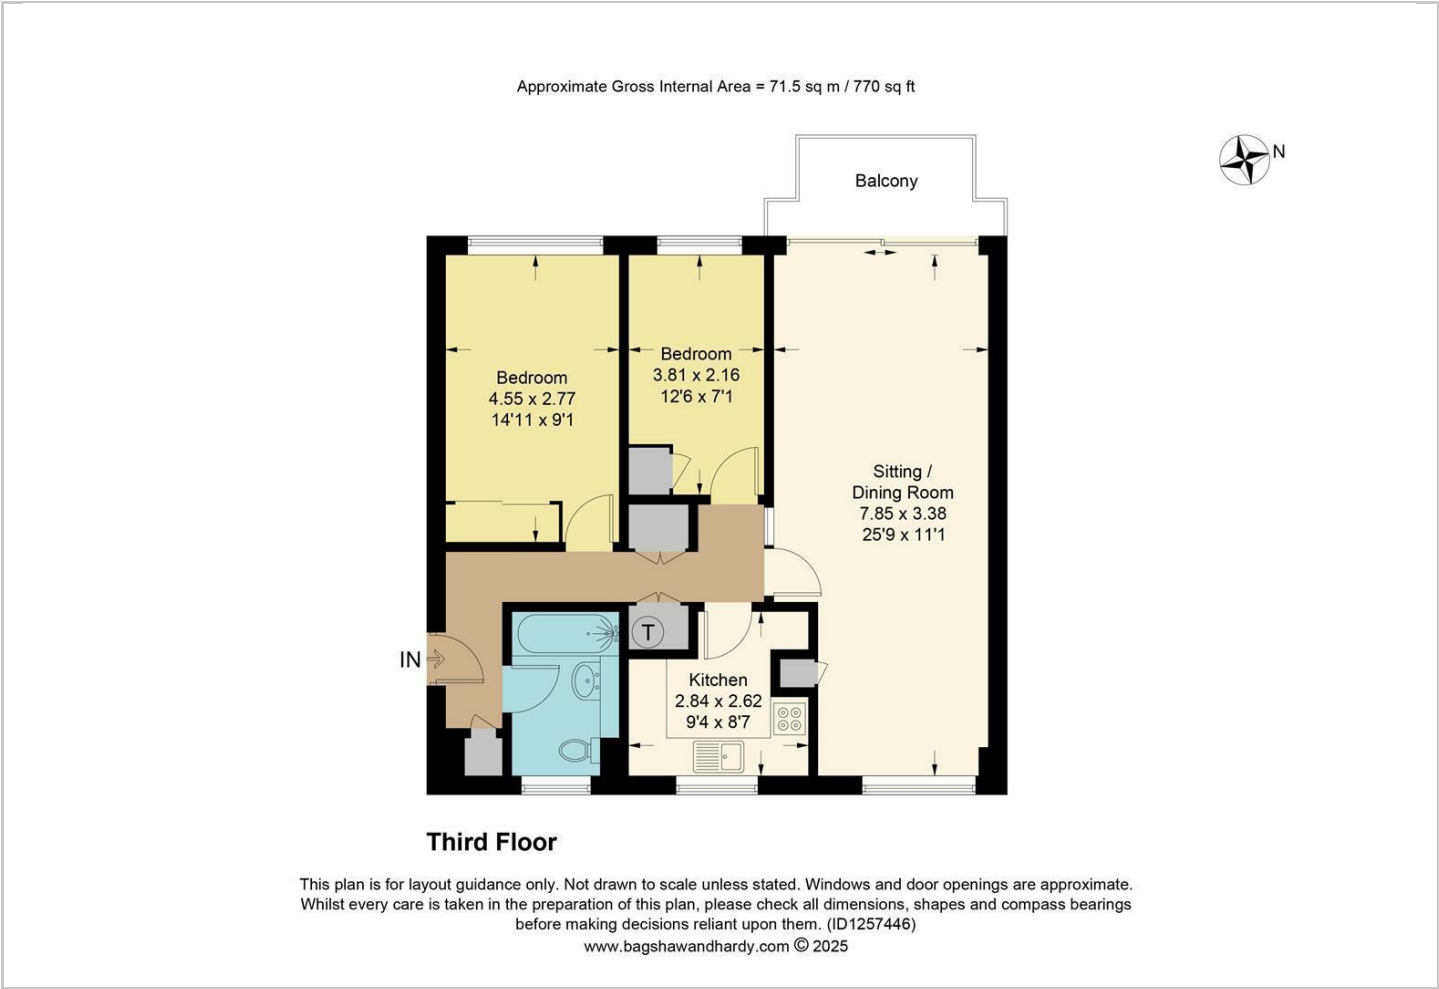 Approximate Gross Internal Area = 71.5 sq m / 770 sq ft
N
Balcony
Bedroom
4.55 x 2.77
14'11 x 9'1
Bedroom
3.81 x 2.16
12'6 x 7'1
Sitting /
Dining Room
7.85 x 3.38
25'9 x 11'1
T
IN
Kitchen
2.84 x 2.62
9'4 x 8'7
Third Floor
This plan is for layout guidance only. Not drawn to scale unless stated. Windows and door openings are approximate.
Whilst every care is taken in the preparation of this plan, please check all dimensions, shapes and compass bearings
before making decisions reliant upon them. (ID1257446)
www.bagshawandhardy.com © 2025